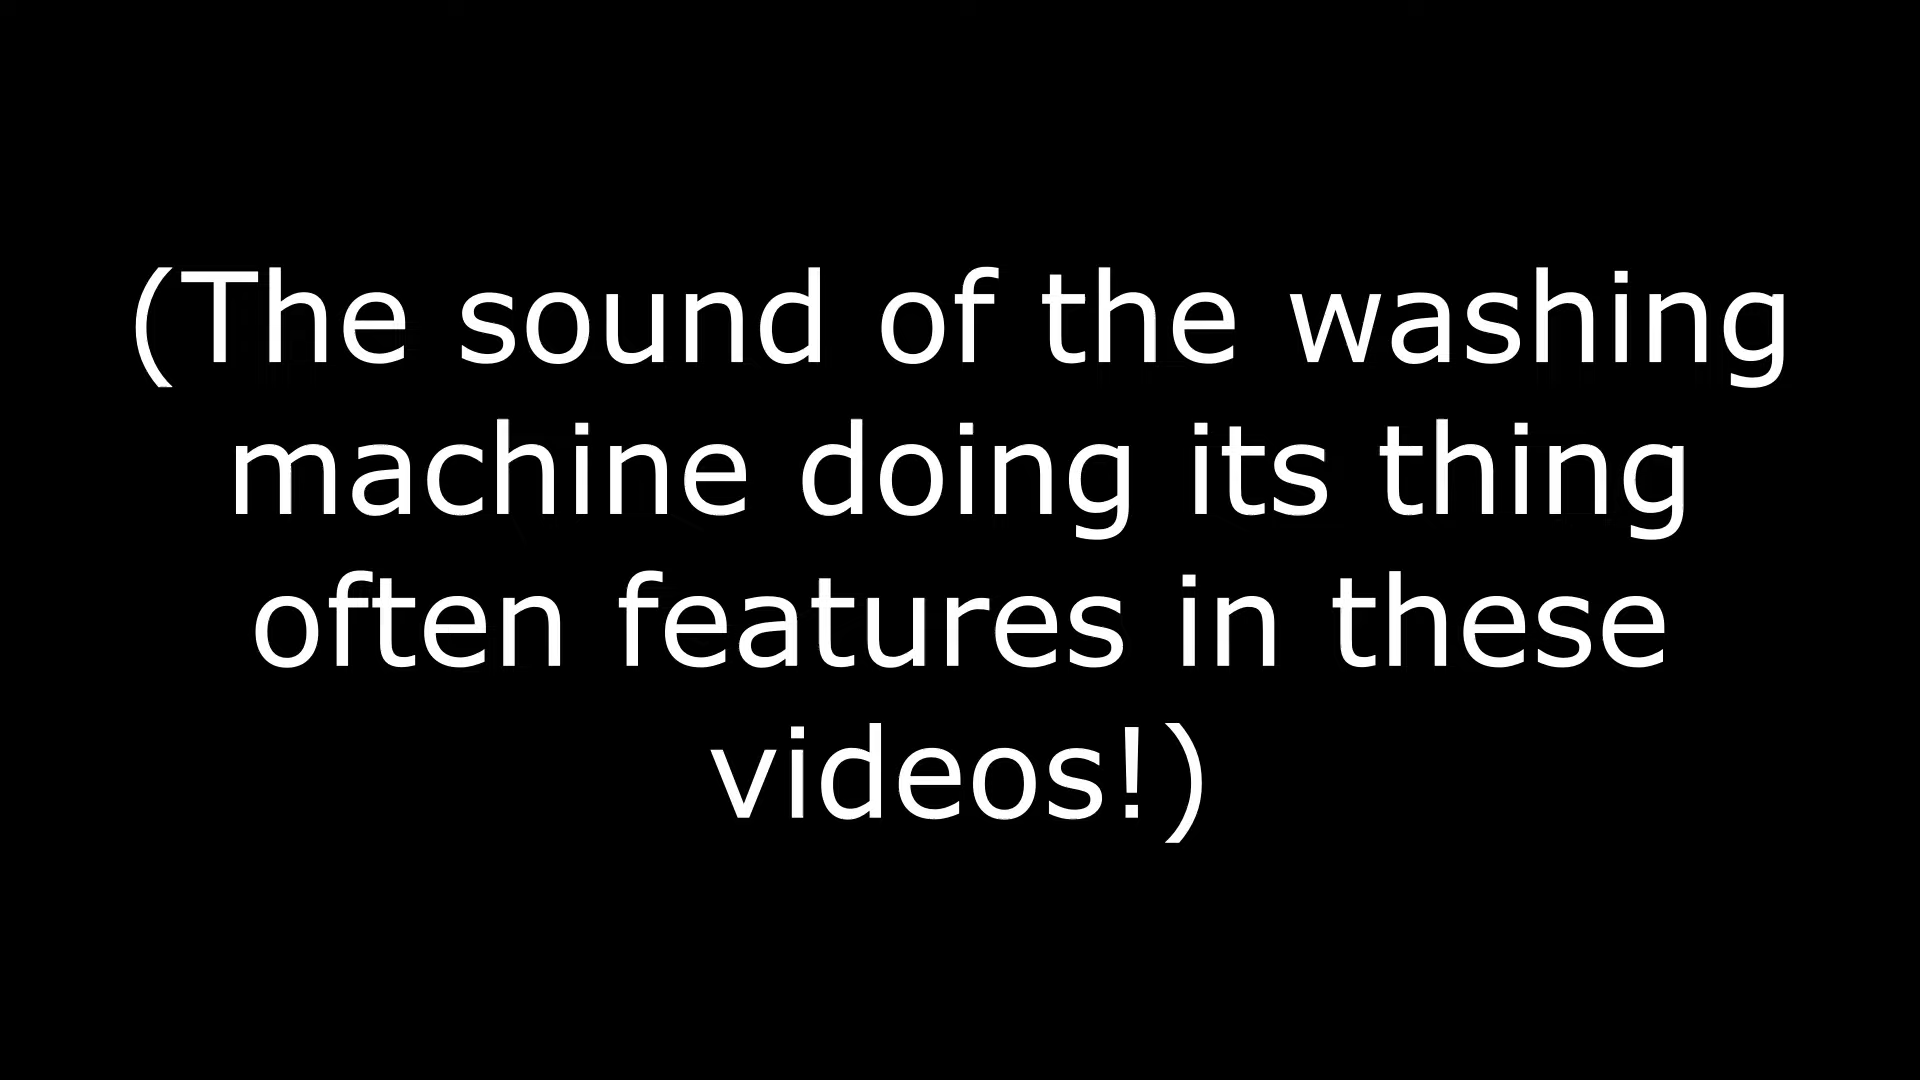 (The sound of the washing
machine doing its thing
often features in these
videos!)